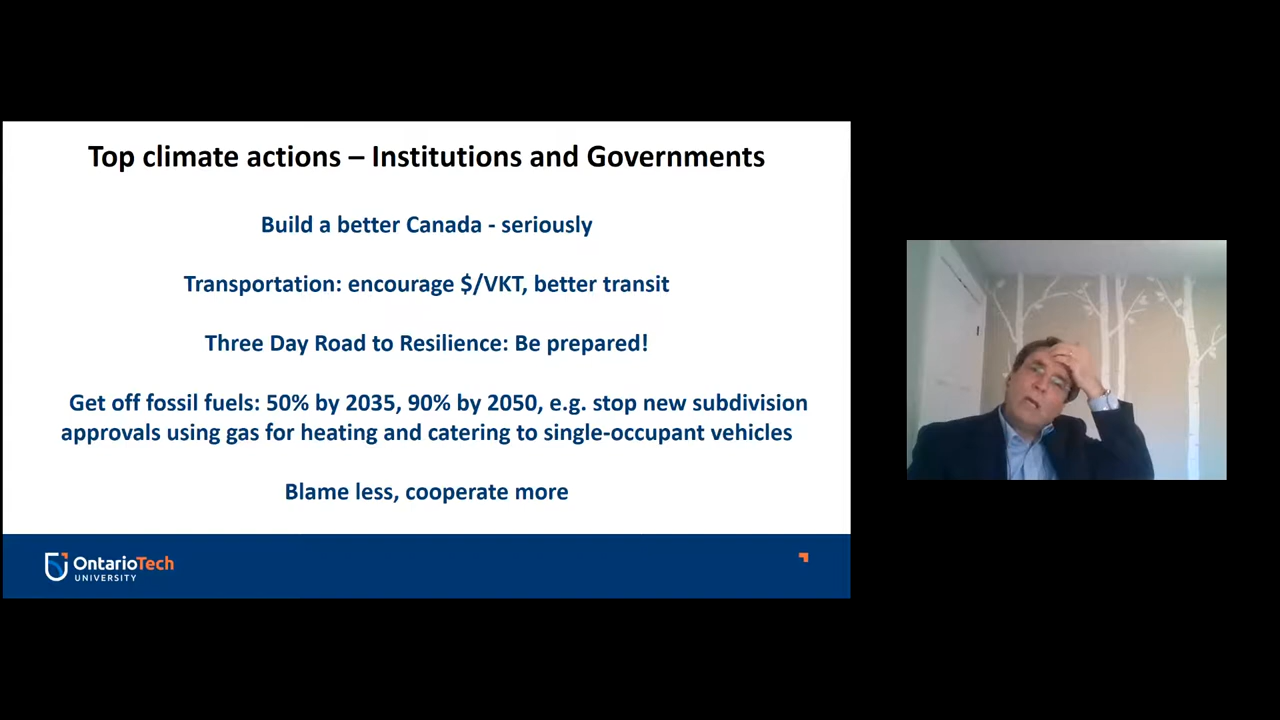 Top climate actions – Institutions and Governments
Build a better Canada - seriously
Transportation: encourage $/VKT, better transit
Three Day Road to Resilience: Be prepared!
Get off fossil fuels: 50% by 2035, 90% by 2050, e.g. stop new subdivision
approvals using gas for heating and catering to single-occupant vehicles
Blame less, cooperate more
OntarioTech
UNIVERSITY